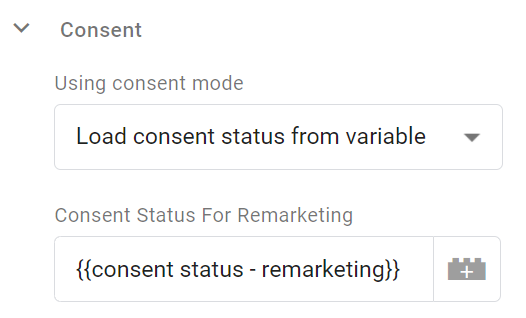 Consent
Using consent mode
Load consent status from variable
Consent Status For Remarketing
{{consent status - remarketing}}